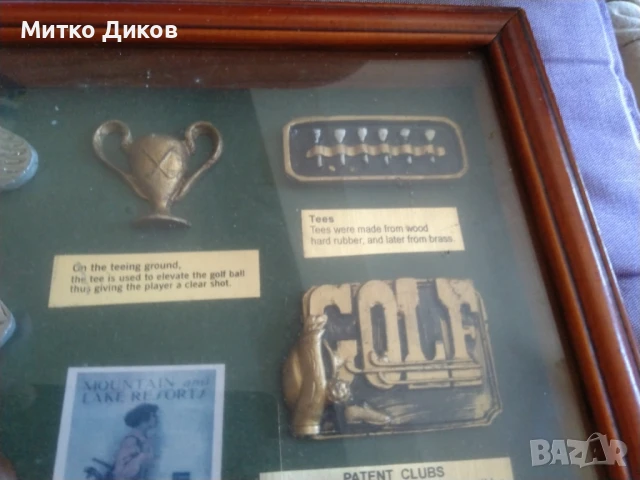 Митко Диков
Tees
Tees were made from wood
hard rubber, and later from brass.
On the teeing ground,
the tee is used to elevate the golf ball
thus giving the player a clear shot.
GOLF
MOUNTAIN and
LAKE RESORTS
PATENT CLUBS
BAZAR
bg